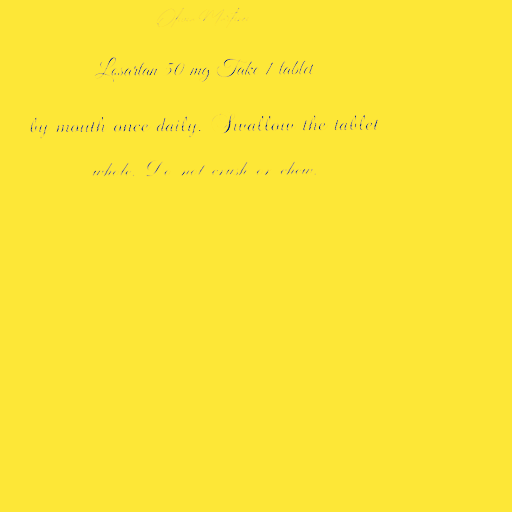 Losartan 50 mg Take 1 tablet
by mouth once daily. Swallow the tablet
whole. Do not crush or chew.